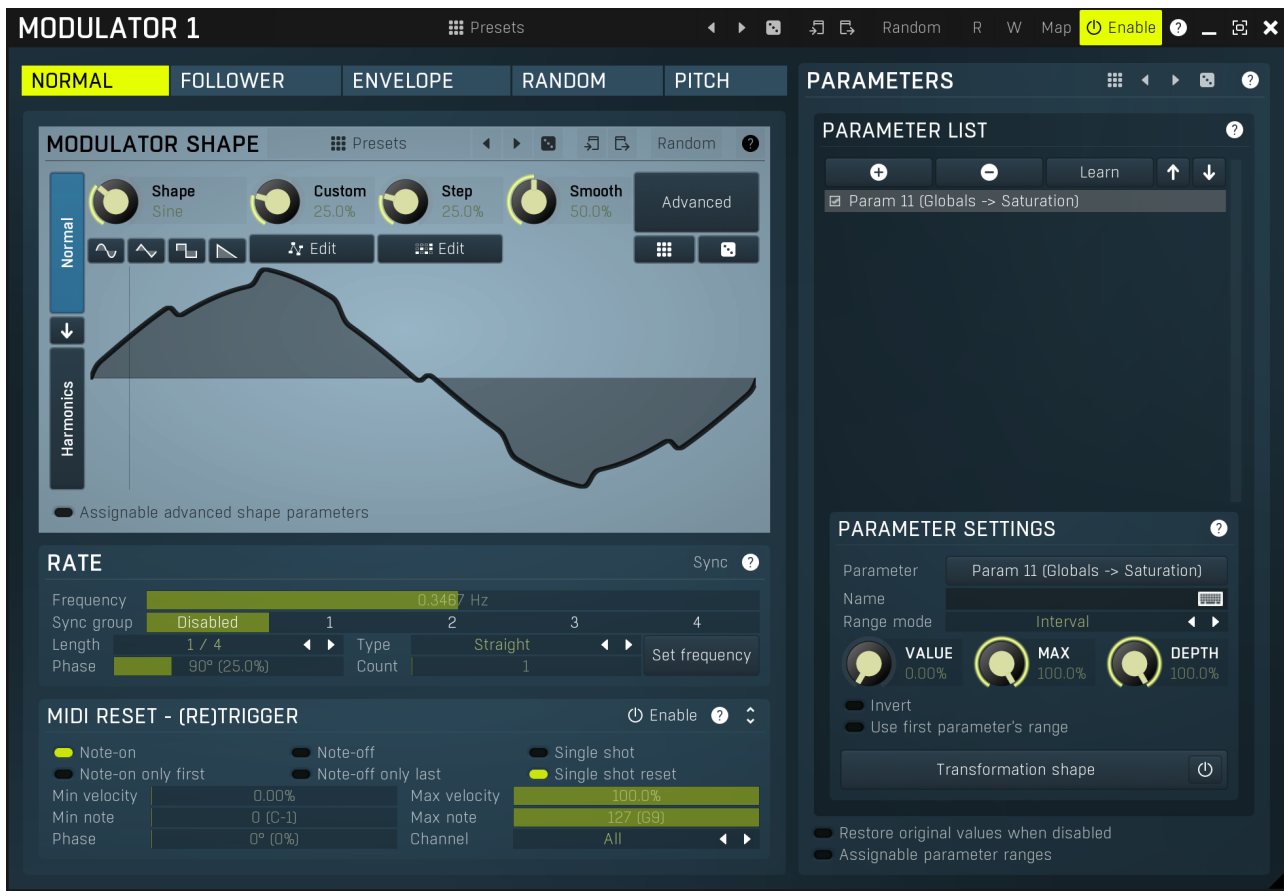 MODULATOR 1 Presets Random R W Map Enable ?
NORMAL FOLLOWER ENVELOPE RANDOM PITCH
MODULATOR SHAPE Presets Random ?
Normal
Harmonics
Shape Custom Step Smooth
Sine 25.0% 25.0% 50.0%
Advanced
Edit Edit
Assignable advanced shape parameters
RATE Sync ?
Frequency 0.3467 Hz
Sync group Disabled 1 2 3 4
Length 1 / 4 Type Straight
Phase 90° (25.0%) Count 1
Set frequency
MIDI RESET - (RE)TRIGGER Enable ?
Note-on Note-off Single shot
Note-on only first Note-off only last Single shot reset
Min velocity 0.00% Max velocity 100.0%
Min note 0 (C-1) Max note 127 (G9)
Phase 0° (0%) Channel All
PARAMETERS ?
PARAMETER LIST ?
Learn
Param 11 (Globals -> Saturation)
PARAMETER SETTINGS ?
Parameter Param 11 (Globals -> Saturation)
Name
Range mode Interval
VALUE MAX DEPTH
0.00% 100.0% 100.0%
Invert
Use first parameter's range
Transformation shape
Restore original values when disabled
Assignable parameter ranges